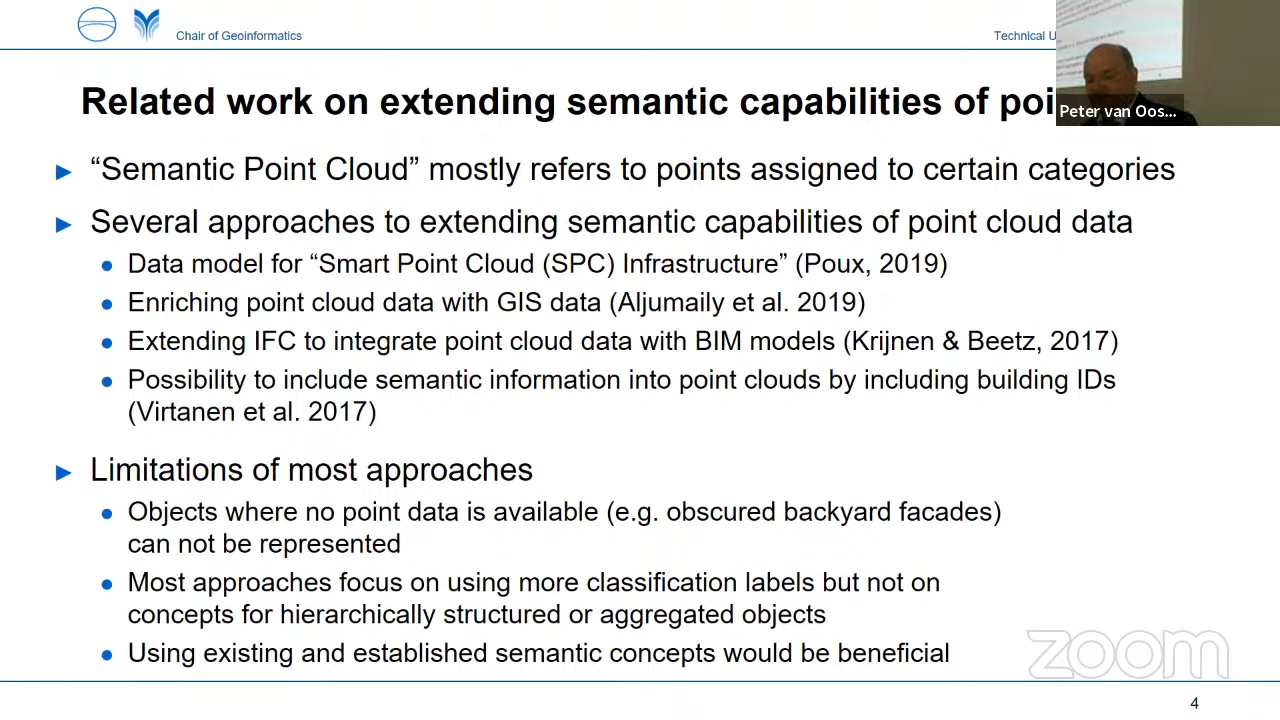 Chair of Geoinformatics
Technical U
Related work on extending semantic capabilities of poi
Peter van Oos...
“Semantic Point Cloud” mostly refers to points assigned to certain categories
Several approaches to extending semantic capabilities of point cloud data
Data model for “Smart Point Cloud (SPC) Infrastructure” (Poux, 2019)
Enriching point cloud data with GIS data (Aljumaily et al. 2019)
Extending IFC to integrate point cloud data with BIM models (Krijnen & Beetz, 2017)
Possibility to include semantic information into point clouds by including building IDs
(Virtanen et al. 2017)
Limitations of most approaches
Objects where no point data is available (e.g. obscured backyard facades)
can not be represented
Most approaches focus on using more classification labels but not on
concepts for hierarchically structured or aggregated objects
Using existing and established semantic concepts would be beneficial
zoom
4